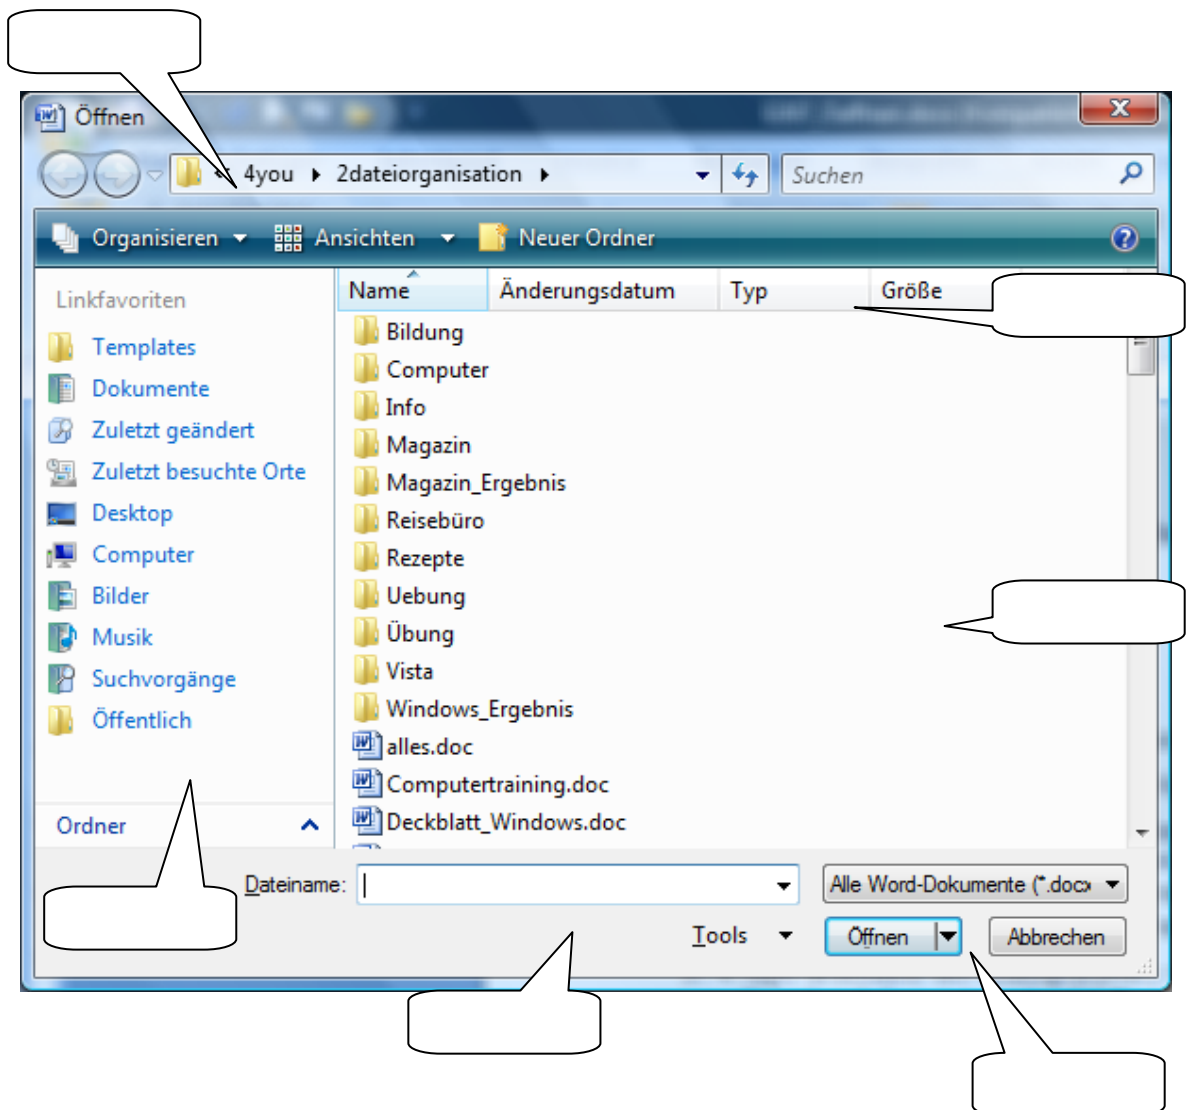 Öffnen
« 4you 2dateiorganisation
Suchen
Organisieren Ansichten Neuer Ordner
Linkfavoriten
Templates
Dokumente
Zuletzt geändert
Zuletzt besuchte Orte
Desktop
Computer
Bilder
Musik
Suchvorgänge
Öffentlich
Ordner
Name Änderungsdatum Typ Größe
Bildung
Computer
Info
Magazin
Magazin_Ergebnis
Reisebüro
Rezepte
Uebung
Übung
Vista
Windows_Ergebnis
alles.doc
Computertraining.doc
Deckblatt_Windows.doc
Dateiname:
Alle Word-Dokumente (*.docx
Tools Öffnen Abbrechen